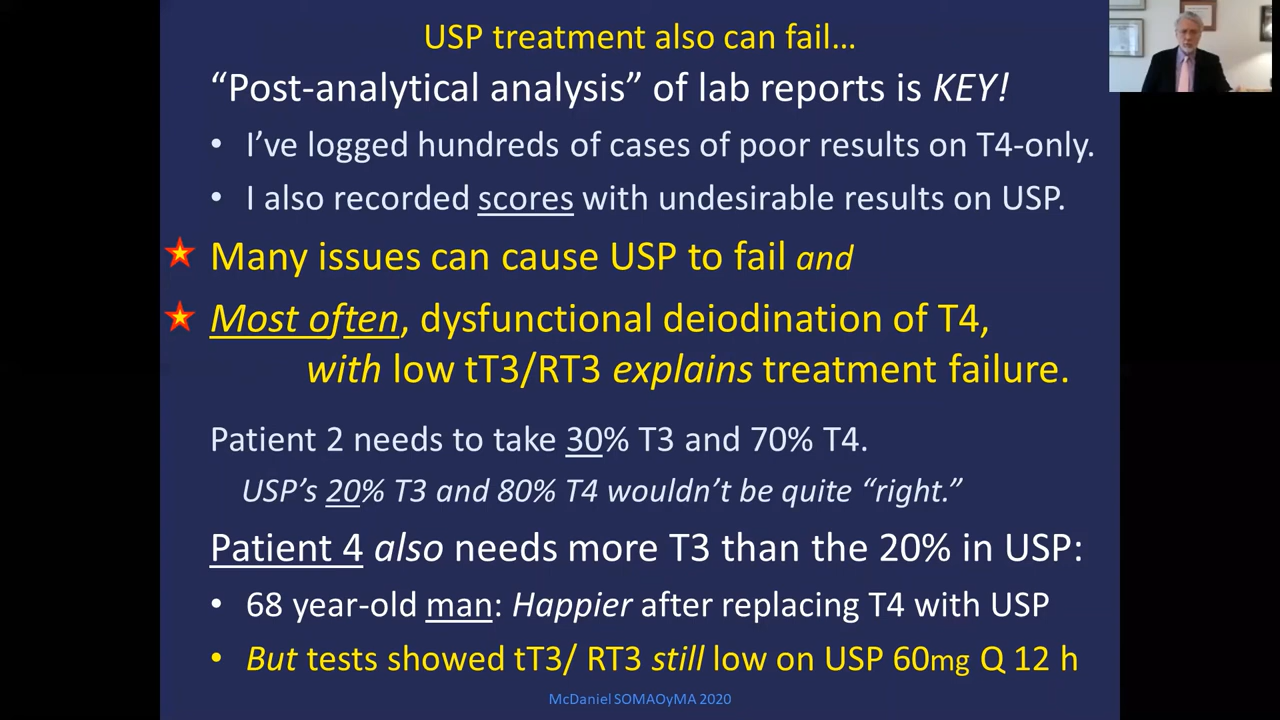 USP treatment also can fail…
“Post-analytical analysis” of lab reports is KEY!
• I’ve logged hundreds of cases of poor results on T4-only.
• I also recorded scores with undesirable results on USP.
Many issues can cause USP to fail and
Most often, dysfunctional deiodination of T4,
with low tT3/RT3 explains treatment failure.
Patient 2 needs to take 30% T3 and 70% T4.
USP’s 20% T3 and 80% T4 wouldn’t be quite “right.”
Patient 4 also needs more T3 than the 20% in USP:
• 68 year-old man: Happier after replacing T4 with USP
• But tests showed tT3/ RT3 still low on USP 60mg Q 12 h
McDaniel SOMAOyMA 2020